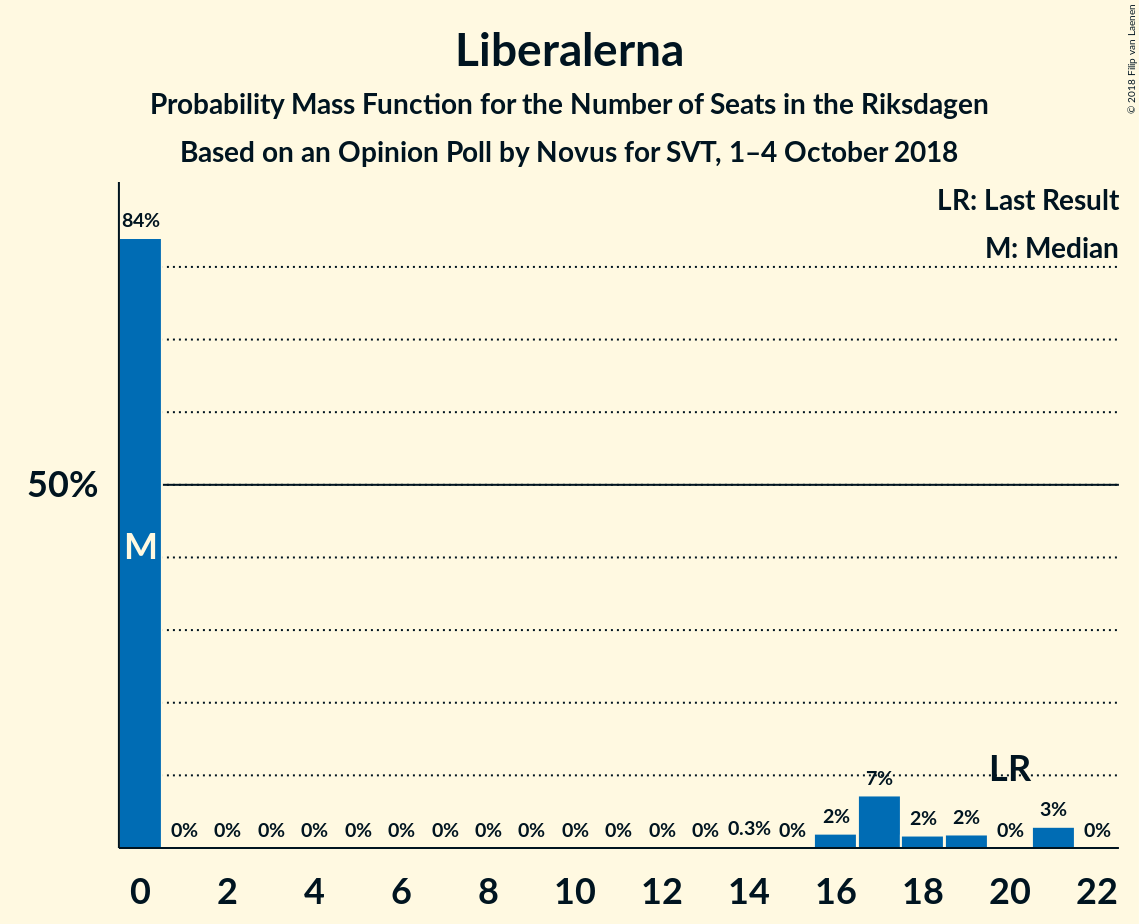 Liberalerna
Probability Mass Function for the Number of Seats in the Riksdagen
Based on an Opinion Poll by Novus for SVT, 1–4 October 2018
© 2018 Filip van Laenen
LR: Last Result
M: Median
84%
50%
M
LR
0% 0% 0% 0% 0% 0% 0% 0% 0% 0% 0% 0% 0% 0.3% 0% 2% 7% 2% 2% 0% 3% 0%
0 2 4 6 8 10 12 14 16 18 20 22